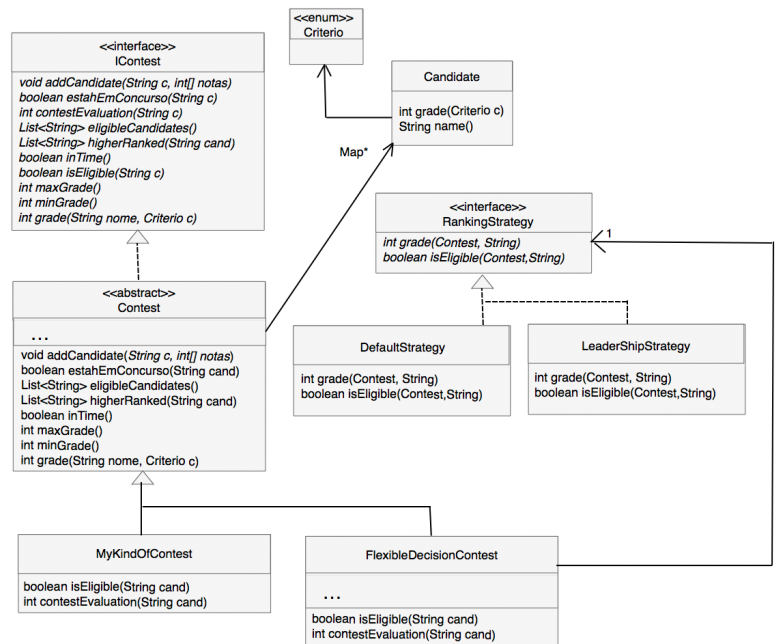 <<enum>>
Criterio
<<interface>>
IContest
void addCandidate(String c, int[] notas)
boolean estahEmConcurso(String c)
int contestEvaluation(String c)
List<String> eligibleCandidates()
List<String> higherRanked(String cand)
boolean inTime()
boolean isEligible(String c)
int maxGrade()
int minGrade()
int grade(String nome, Criterio c)
Candidate
int grade(Criterio c)
String name()
Map*
<<interface>>
RankingStrategy
int grade(Contest, String)
boolean isEligible(Contest,String)
1
<<abstract>>
Contest
...
void addCandidate(String c, int[] notas)
boolean estahEmConcurso(String cand)
List<String> eligibleCandidates()
List<String> higherRanked(String cand)
boolean inTime()
int maxGrade()
int minGrade()
int grade(String nome, Criterio c)
DefaultStrategy
int grade(Contest, String)
boolean isEligible(Contest,String)
LeaderShipStrategy
int grade(Contest, String)
boolean isEligible(Contest,String)
MyKindOfContest
boolean isEligible(String cand)
int contestEvaluation(String cand)
FlexibleDecisionContest
...
boolean isEligible(String cand)
int contestEvaluation(String cand)